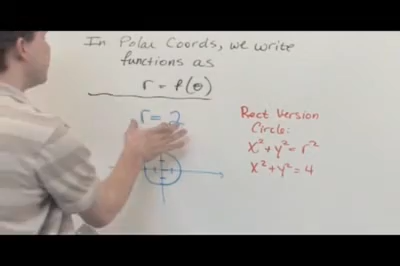 In Polar Coords, we write
functions as
r = f(θ)
r = 2
Rect Version
Circle:
x² + y² = r²
x² + y² = 4